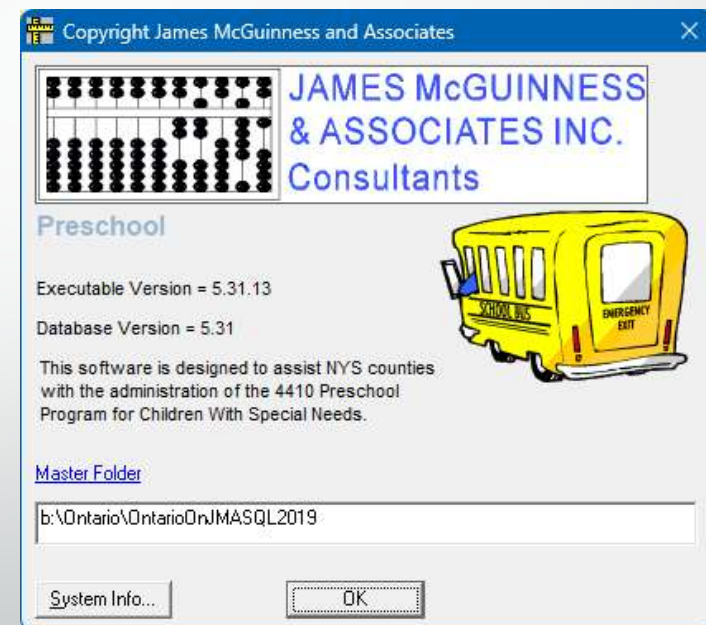 Copyright James McGuinness and Associates
JAMES McGUINNESS
& ASSOCIATES INC.
Consultants
Preschool
SCHOOL BUS
EMERGENCY
EXIT
Executable Version = 5.31.13
Database Version = 5.31
This software is designed to assist NYS counties
with the administration of the 4410 Preschool
Program for Children With Special Needs.
Master Folder
b:\Ontario\OntarioOnJMASQL2019
System Info...
OK